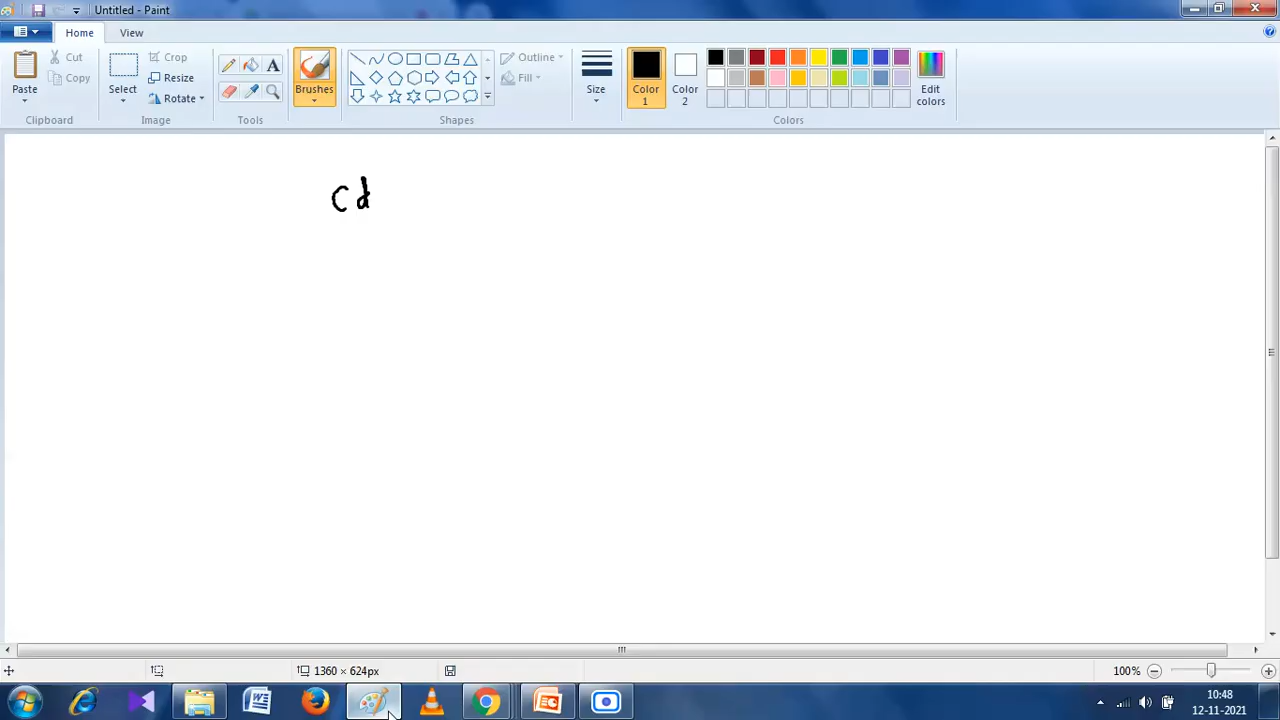 Untitled - Paint
Home View
Paste
Cut
Copy
Clipboard
Select
Crop
Resize
Rotate
Image
A
Tools
Brushes
Outline
Fill
Shapes
Size
Color 1
Color 2
Edit colors
Colors
cd
1360 × 624px
100%
10:48
12-11-2021